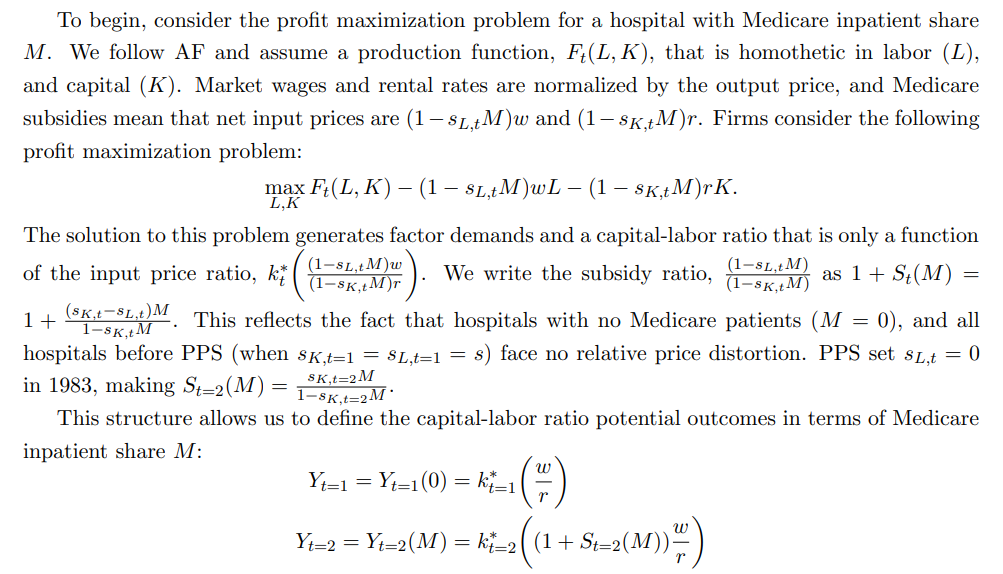 To begin, consider the profit maximization problem for a hospital with Medicare inpatient share
M. We follow AF and assume a production function, Fₜ(L, K), that is homothetic in labor (L),
and capital (K). Market wages and rental rates are normalized by the output price, and Medicare
subsidies mean that net input prices are (1 − s_{L,t}M)w and (1 − s_{K,t}M)r. Firms consider the following
profit maximization problem:
max_{L,K} F_t(L, K) − (1 − s_{L,t}M)wL − (1 − s_{K,t}M)rK.
The solution to this problem generates factor demands and a capital-labor ratio that is only a function
of the input price ratio, k*_t( (1−s_{L,t}M)w / (1−s_{K,t}M)r ). We write the subsidy ratio, (1−s_{L,t}M) / (1−s_{K,t}M) as 1 + S_t(M) =
1 + (s_{K,t}−s_{L,t})M / 1−s_{K,t}M. This reflects the fact that hospitals with no Medicare patients (M = 0), and all
hospitals before PPS (when s_{K,t=1} = s_{L,t=1} = s) face no relative price distortion. PPS set s_{L,t} = 0
in 1983, making S_{t=2}(M) = s_{K,t=2}M / 1−s_{K,t=2}M.
This structure allows us to define the capital-labor ratio potential outcomes in terms of Medicare
inpatient share M:
Y_{t=1} = Y_{t=1}(0) = k*_{t=1}( w / r )
Y_{t=2} = Y_{t=2}(M) = k*_{t=2}( (1 + S_{t=2}(M)) w / r )